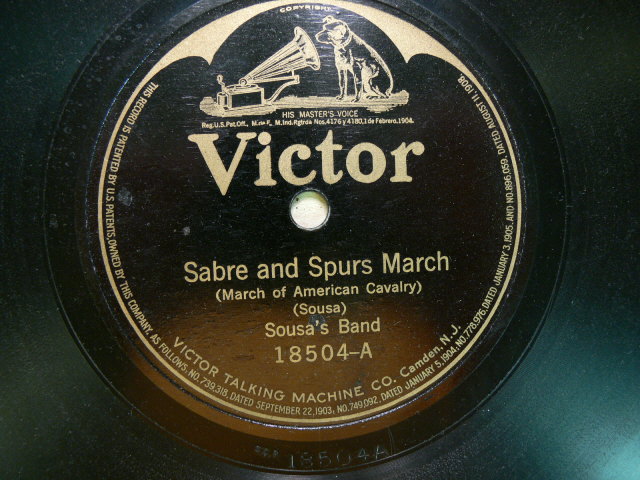 COPYRIGHT
HIS MASTER'S VOICE
Reg.U.S.Pat.Off., M.de F., M.Ind.Rgtrda Nos.4176 y 4180,1 de Febrero,1904.
Victor
Sabre and Spurs March
(March of American Cavalry)
(Sousa)
Sousa's Band
18504-A
VICTOR TALKING MACHINE CO. Camden, N.J.
THIS RECORD IS PATENTED BY U.S. PATENTS, OWNED BY THIS COMPANY, AS FOLLOWS, NO.739,318, DATED SEPTEMBER 22,1903; NO.749,092, DATED JANUARY 5,1904; NO.778,976, DATED JANUARY 3,1905, AND NO.896,059, DATED AUGUST 11,1908.
18504A